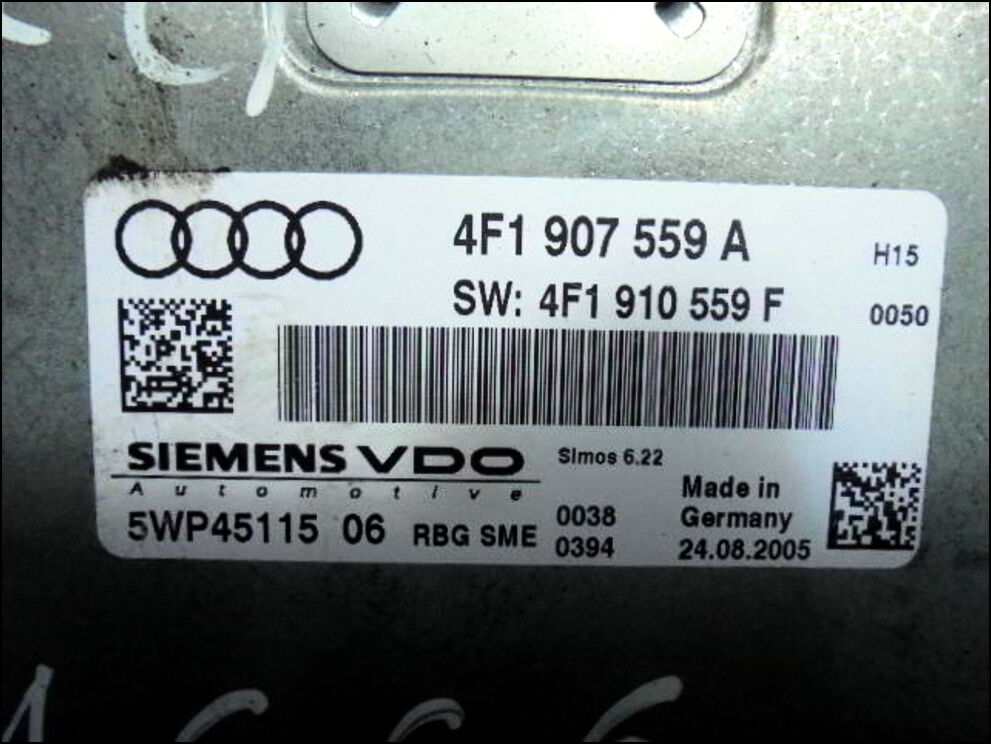 4F1 907 559 A
H15
SW: 4F1 910 559 F
0050
SIEMENS VDO
Automotive
Simos 6.22
5WP45115 06 RBG SME
0038
0394
Made in
Germany
24.08.2005